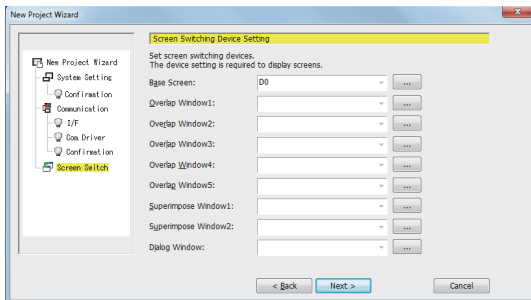 New Project Wizard
Screen Switching Device Setting
Set screen switching devices.
The device setting is required to display screens.
New Project Wizard
System Setting
Confirmation
Communication
I/F
Com. Driver
Confirmation
Screen Switch
Base Screen: D0 ...
Overlap Window1: ...
Overlap Window2: ...
Overlap Window3: ...
Overlap Window4: ...
Overlap Window5: ...
Superimpose Window1: ...
Superimpose Window2: ...
Dialog Window: ...
< Back Next > Cancel